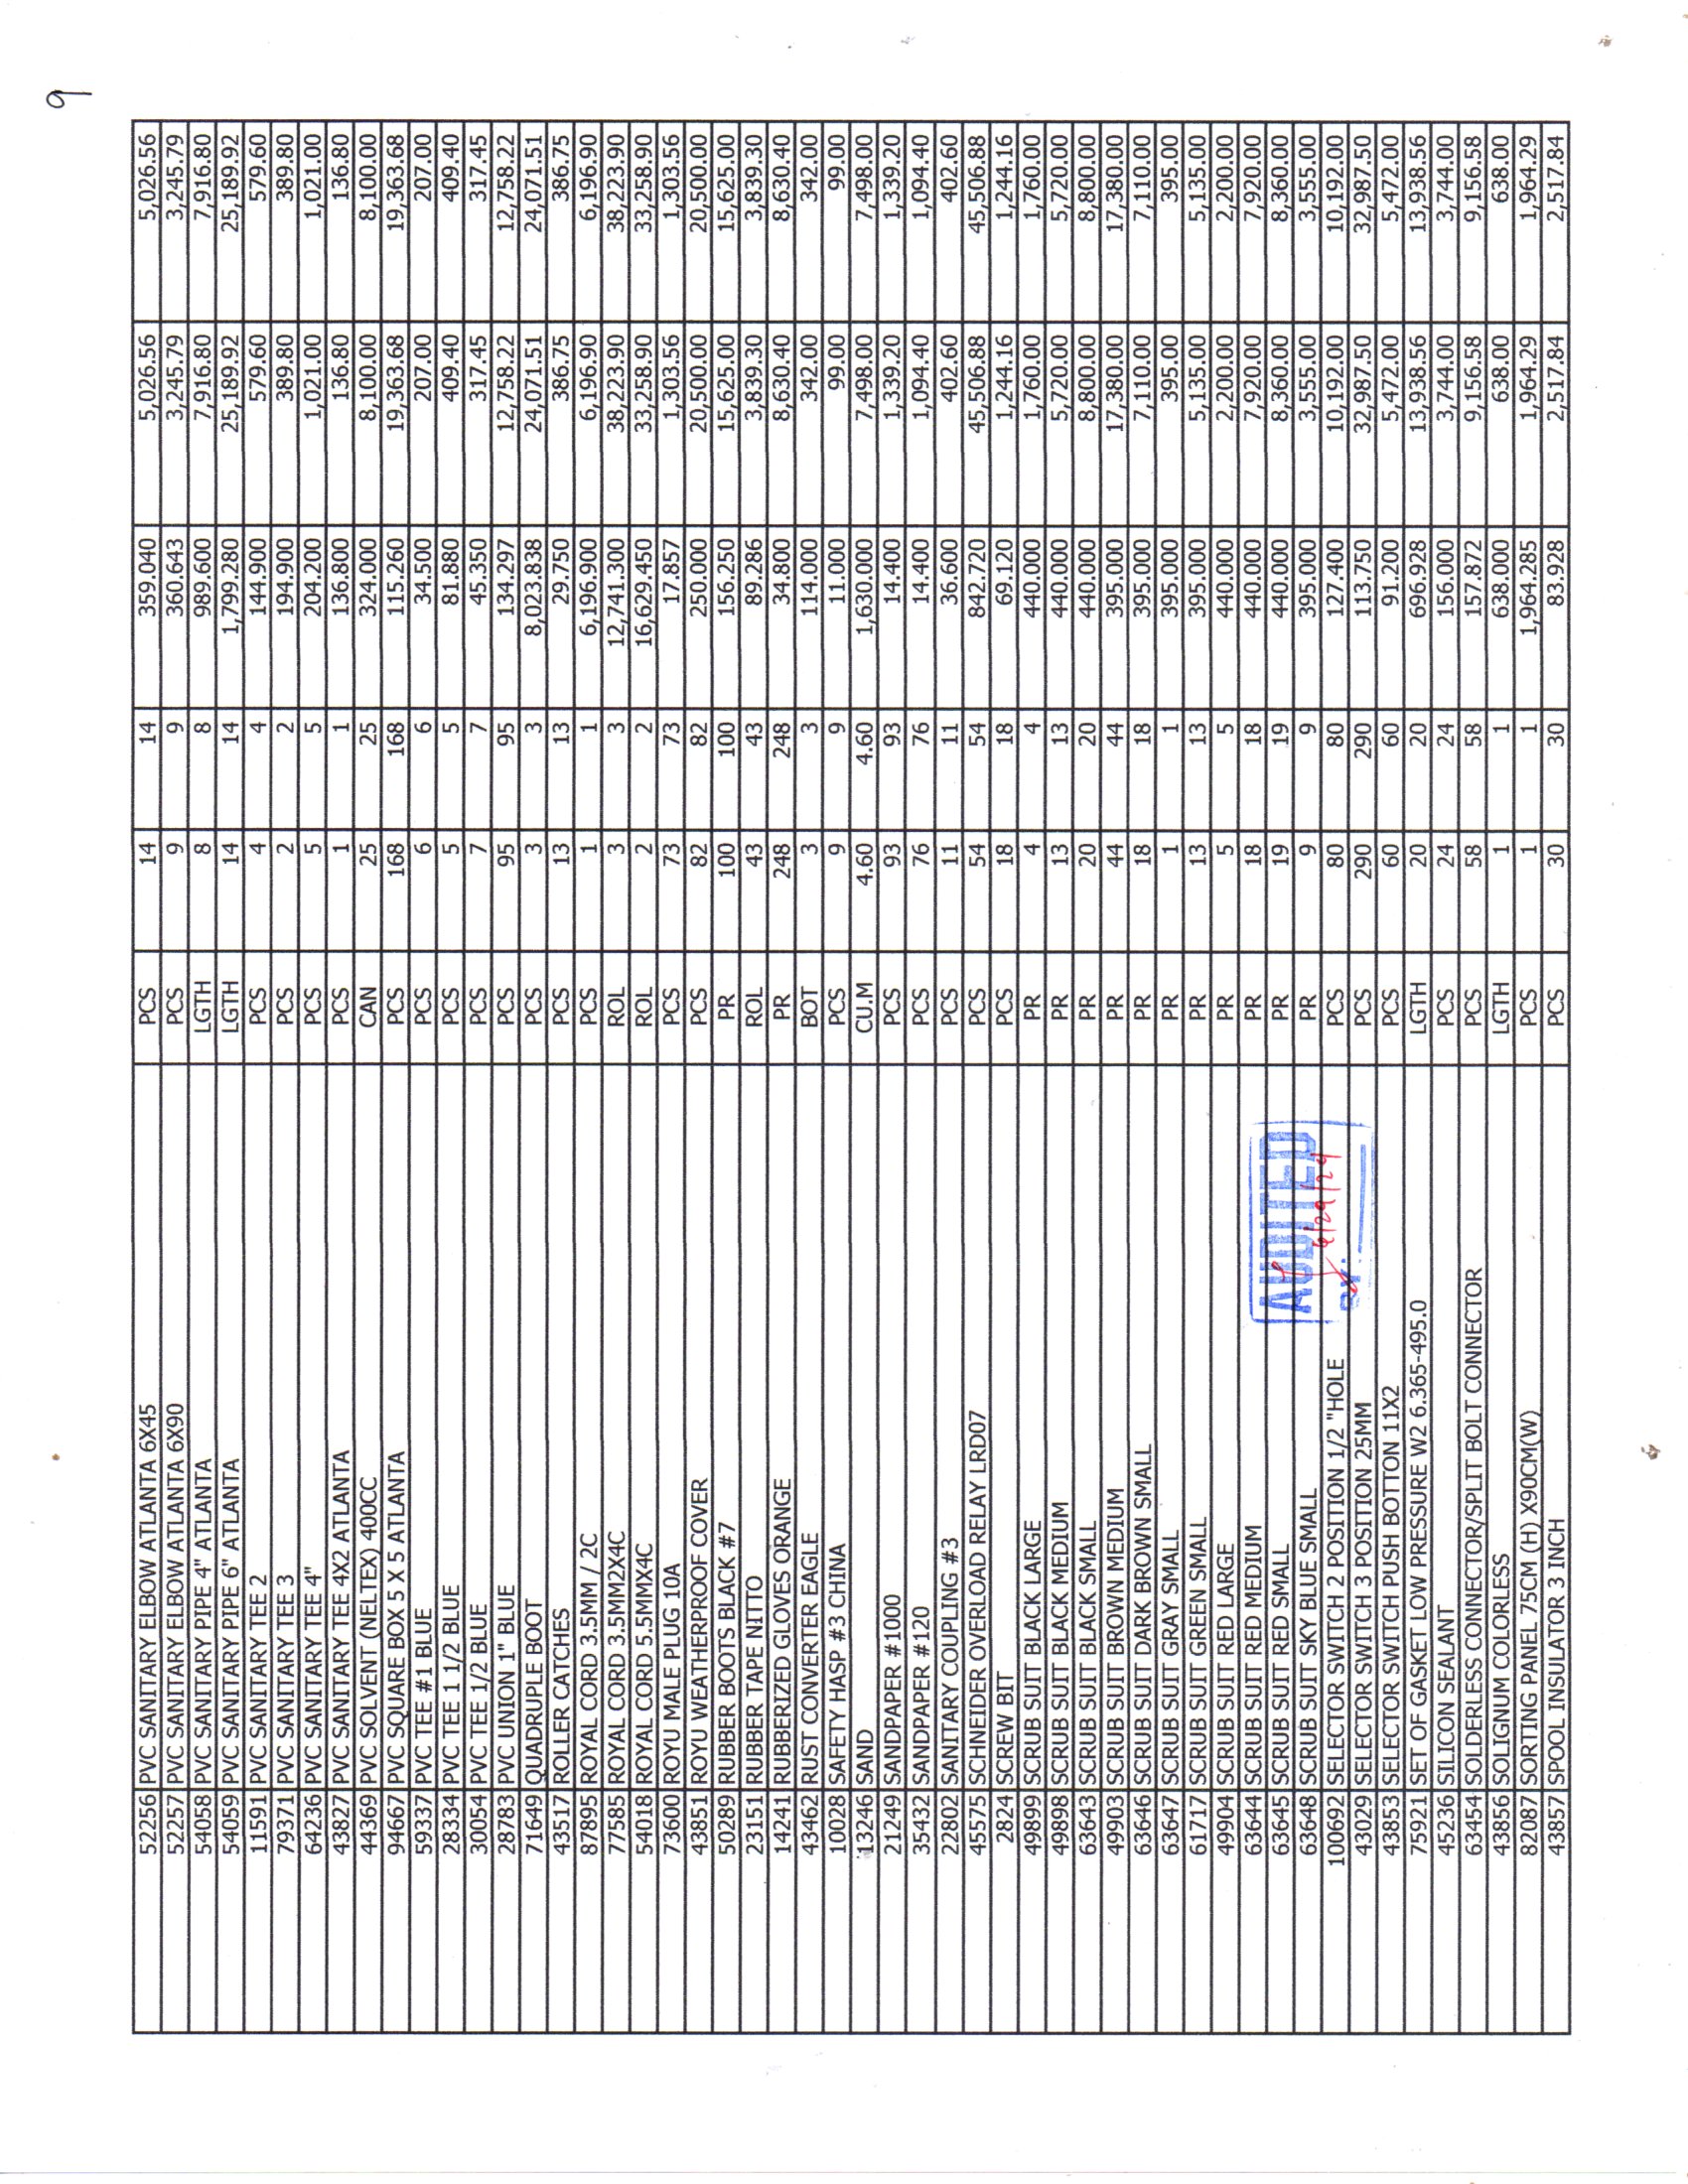 9
52256 PVC SANITARY ELBOW ATLANTA 6X45 PCS 14 14 359.040 5,026.56 5,026.56
52257 PVC SANITARY ELBOW ATLANTA 6X90 PCS 9 9 360.643 3,245.79 3,245.79
54058 PVC SANITARY PIPE 4" ATLANTA LGTH 8 8 989.600 7,916.80 7,916.80
54059 PVC SANITARY PIPE 6" ATLANTA LGTH 14 14 1,799.280 25,189.92 25,189.92
11591 PVC SANITARY TEE 2 PCS 4 4 144.900 579.60 579.60
79371 PVC SANITARY TEE 3 PCS 2 2 194.900 389.80 389.80
64236 PVC SANITARY TEE 4" PCS 5 5 204.200 1,021.00 1,021.00
43827 PVC SANITARY TEE 4X2 ATLANTA PCS 1 1 136.800 136.80 136.80
44369 PVC SOLVENT (NELTEX) 400CC CAN 25 25 324.000 8,100.00 8,100.00
94667 PVC SQUARE BOX 5 X 5 ATLANTA PCS 168 168 115.260 19,363.68 19,363.68
59337 PVC TEE #1 BLUE PCS 6 6 34.500 207.00 207.00
28334 PVC TEE 1 1/2 BLUE PCS 5 5 81.880 409.40 409.40
30054 PVC TEE 1/2 BLUE PCS 7 7 45.350 317.45 317.45
28783 PVC UNION 1" BLUE PCS 95 95 134.297 12,758.22 12,758.22
71649 QUADRUPLE BOOT PCS 3 3 8,023.838 24,071.51 24,071.51
43517 ROLLER CATCHES PCS 13 13 29.750 386.75 386.75
87895 ROYAL CORD 3.5MM / 2C PCS 1 1 6,196.900 6,196.90 6,196.90
77585 ROYAL CORD 3.5MM2X4C ROL 3 3 12,741.300 38,223.90 38,223.90
54018 ROYAL CORD 5.5MMX4C ROL 2 2 16,629.450 33,258.90 33,258.90
73600 ROYU MALE PLUG 10A PCS 73 73 17.857 1,303.56 1,303.56
43851 ROYU WEATHERPROOF COVER PCS 82 82 250.000 20,500.00 20,500.00
50289 RUBBER BOOTS BLACK #7 PR 100 100 156.250 15,625.00 15,625.00
23151 RUBBER TAPE NITTO ROL 43 43 89.286 3,839.30 3,839.30
14241 RUBBERIZED GLOVES ORANGE PR 248 248 34.800 8,630.40 8,630.40
43462 RUST CONVERTER EAGLE BOT 3 3 114.000 342.00 342.00
100028 SAFETY HASP #3 CHINA PCS 9 9 11.000 99.00 99.00
13246 SAND CU.M 4.60 4.60 1,630.000 7,498.00 7,498.00
21249 SANDPAPER #1000 PCS 93 93 14.400 1,339.20 1,339.20
35432 SANDPAPER #120 PCS 76 76 14.400 1,094.40 1,094.40
22802 SANITARY COUPLING #3 PCS 11 11 36.600 402.60 402.60
45575 SCHNEIDER OVERLOAD RELAY LRD07 PCS 54 54 842.720 45,506.88 45,506.88
2824 SCREW BIT PCS 18 18 69.120 1,244.16 1,244.16
49899 SCRUB SUIT BLACK LARGE PR 4 4 440.000 1,760.00 1,760.00
49898 SCRUB SUIT BLACK MEDIUM PR 13 13 440.000 5,720.00 5,720.00
63643 SCRUB SUIT BLACK SMALL PR 20 20 440.000 8,800.00 8,800.00
49903 SCRUB SUIT BROWN MEDIUM PR 44 44 395.000 17,380.00 17,380.00
63646 SCRUB SUIT DARK BROWN SMALL PR 18 18 395.000 7,110.00 7,110.00
63647 SCRUB SUIT GRAY SMALL PR 1 1 395.000 395.00 395.00
61717 SCRUB SUIT GREEN SMALL PR 13 13 395.000 5,135.00 5,135.00
49904 SCRUB SUIT RED LARGE PR 5 5 440.000 2,200.00 2,200.00
63644 SCRUB SUIT RED MEDIUM PR 18 18 440.000 7,920.00 7,920.00
63645 SCRUB SUIT RED SMALL PR 19 19 440.000 8,360.00 8,360.00
63648 SCRUB SUIT SKY BLUE SMALL PR 9 9 395.000 3,555.00 3,555.00
100692 SELECTOR SWITCH 2 POSITION 1/2 "HOLE PCS 80 80 127.400 10,192.00 10,192.00
43029 SELECTOR SWITCH 3 POSITION 25MM PCS 290 290 113.750 32,987.50 32,987.50
43853 SELECTOR SWITCH PUSH BOTTON 11X2 PCS 60 60 91.200 5,472.00 5,472.00
75921 SET OF GASKET LOW PRESSURE W2 6.365-495.0 LGTH 20 20 696.928 13,938.56 13,938.56
45236 SILICON SEALANT PCS 24 24 156.000 3,744.00 3,744.00
63454 SOLDERLESS CONNECTOR/SPLIT BOLT CONNECTOR PCS 58 58 157.872 9,156.58 9,156.58
43856 SOLIGNUM COLORLESS LGTH 1 1 638.000 638.00 638.00
82087 SORTING PANEL 75CM (H) X90CM(W) PCS 1 1 1,964.285 1,964.29 1,964.29
43857 SPOOL INSULATOR 3 INCH PCS 30 30 83.928 2,517.84 2,517.84
AUDITED
BY:
6/29/24